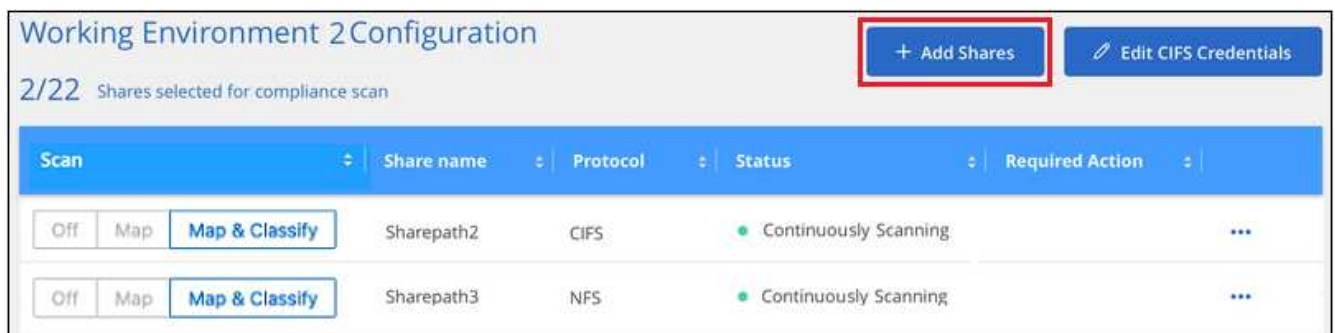 Working Environment 2 Configuration
+ Add Shares
Edit CIFS Credentials
2/22 Shares selected for compliance scan
Scan Share name Protocol Status Required Action
Off Map Map & Classify Sharepath2 CIFS Continuously Scanning ...
Off Map Map & Classify Sharepath3 NFS Continuously Scanning ...